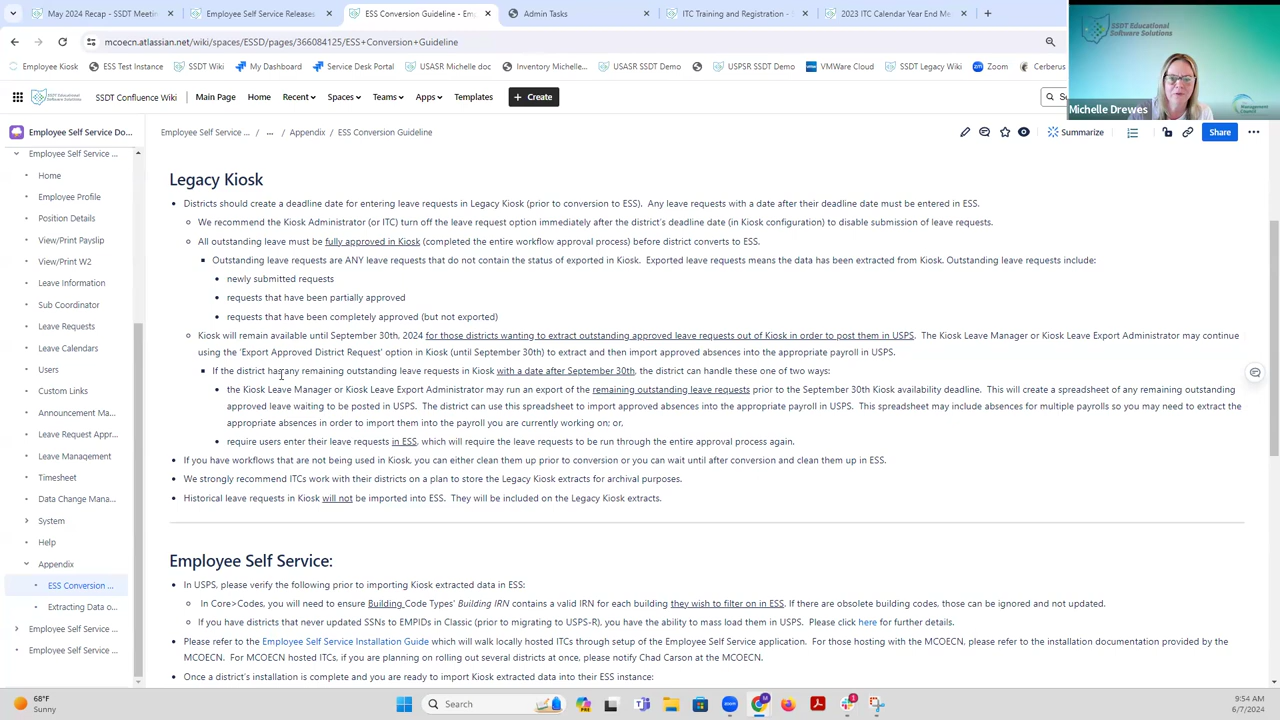 May 2024 Recap - SSDT Meetin
Employee Self Service Releases
ESS Conversion Guideline - Emp
Admin Tasks
ITC Training and Registration -
2023 ITC Calendar Year End Me
mcoecn.atlassian.net/wiki/spaces/ESSD/pages/366084125/ESS+Conversion+Guideline
Employee Kiosk
ESS Test Instance
SSDT Wiki
My Dashboard
Service Desk Portal
USASR Michelle doc
Inventory Michelle...
USASR SSDT Demo
USPSR SSDT Demo
VMWare Cloud
SSDT Legacy Wiki
Zoom
Cerberus
SSDT Educational
Software Solutions
Management
Council
Michelle Drewes
SSDT Confluence Wiki
Main Page
Home
Recent
Spaces
Teams
Apps
Templates
+ Create
Employee Self Service Do...
Employee Self Service ... / ... / Appendix / ESS Conversion Guideline
Summarize
Share
Employee Self Service ...
Home
Employee Profile
Position Details
View/Print Payslip
View/Print W2
Leave Information
Sub Coordinator
Leave Requests
Leave Calendars
Users
Custom Links
Announcement Ma...
Leave Request Appr...
Leave Management
Timesheet
Data Change Mana...
System
Help
Appendix
ESS Conversion ...
Extracting Data o...
Employee Self Service ...
Employee Self Service ...
Legacy Kiosk
Districts should create a deadline date for entering leave requests in Legacy Kiosk (prior to conversion to ESS). Any leave requests with a date after their deadline date must be entered in ESS.
We recommend the Kiosk Administrator (or ITC) turn off the leave request option immediately after the district's deadline date (in Kiosk configuration) to disable submission of leave requests.
All outstanding leave must be fully approved in Kiosk (completed the entire workflow approval process) before district converts to ESS.
Outstanding leave requests are ANY leave requests that do not contain the status of exported in Kiosk. Exported leave requests means the data has been extracted from Kiosk. Outstanding leave requests include:
newly submitted requests
requests that have been partially approved
requests that have been completely approved (but not exported)
Kiosk will remain available until September 30th, 2024 for those districts wanting to extract outstanding approved leave requests out of Kiosk in order to post them in USPS. The Kiosk Leave Manager or Kiosk Leave Export Administrator may continue
using the 'Export Approved District Request' option in Kiosk (until September 30th) to extract and then import approved absences into the appropriate payroll in USPS.
If the district has any remaining outstanding leave requests in Kiosk with a date after September 30th, the district can handle these one of two ways:
the Kiosk Leave Manager or Kiosk Leave Export Administrator may run an export of the remaining outstanding leave requests prior to the September 30th Kiosk availability deadline. This will create a spreadsheet of any remaining outstanding
approved leave waiting to be posted in USPS. The district can use this spreadsheet to import approved absences into the appropriate payroll in USPS. This spreadsheet may include absences for multiple payrolls so you may need to extract the
appropriate absences in order to import them into the payroll you are currently working on; or,
require users enter their leave requests in ESS, which will require the leave requests to be run through the entire approval process again.
If you have workflows that are not being used in Kiosk, you can either clean them up prior to conversion or you can wait until after conversion and clean them up in ESS.
We strongly recommend ITCs work with their districts on a plan to store the Legacy Kiosk extracts for archival purposes.
Historical leave requests in Kiosk will not be imported into ESS. They will be included on the Legacy Kiosk extracts.
Employee Self Service:
In USPS, please verify the following prior to importing Kiosk extracted data in ESS:
In Core>Codes, you will need to ensure Building Code Types' Building IRN contains a valid IRN for each building they wish to filter on in ESS. If there are obsolete building codes, those can be ignored and not updated.
If you have districts that never updated SSNs to EMPIDs in Classic (prior to migrating to USPS-R), you have the ability to mass load them in USPS. Please click here for further details.
Please refer to the Employee Self Service Installation Guide which will walk locally hosted ITCs through setup of the Employee Self Service application. For those hosting with the MCOECN, please refer to the installation documentation provided by the
MCOECN. For MCOECN hosted ITCs, if you are planning on rolling out several districts at once, please notify Chad Carson at the MCOECN.
Once a district's installation is complete and you are ready to import Kiosk extracted data into their ESS instance:
68°F
Sunny
Search
9:54 AM
6/7/2024